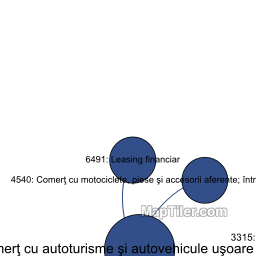 6491: Leasing financiar
4540: Comerţ cu motociclete, piese şi accesorii aferente; într
MapTiler.com
3315:
erţ cu autoturisme şi autovehicule uşoare